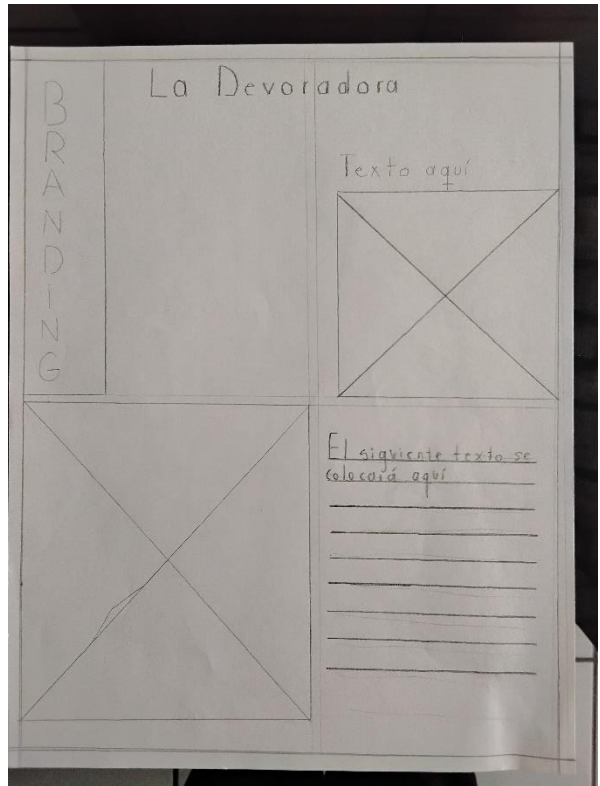 La Devoradora
BRANDING
Texto aquí
El siguiente texto se
colocará aquí